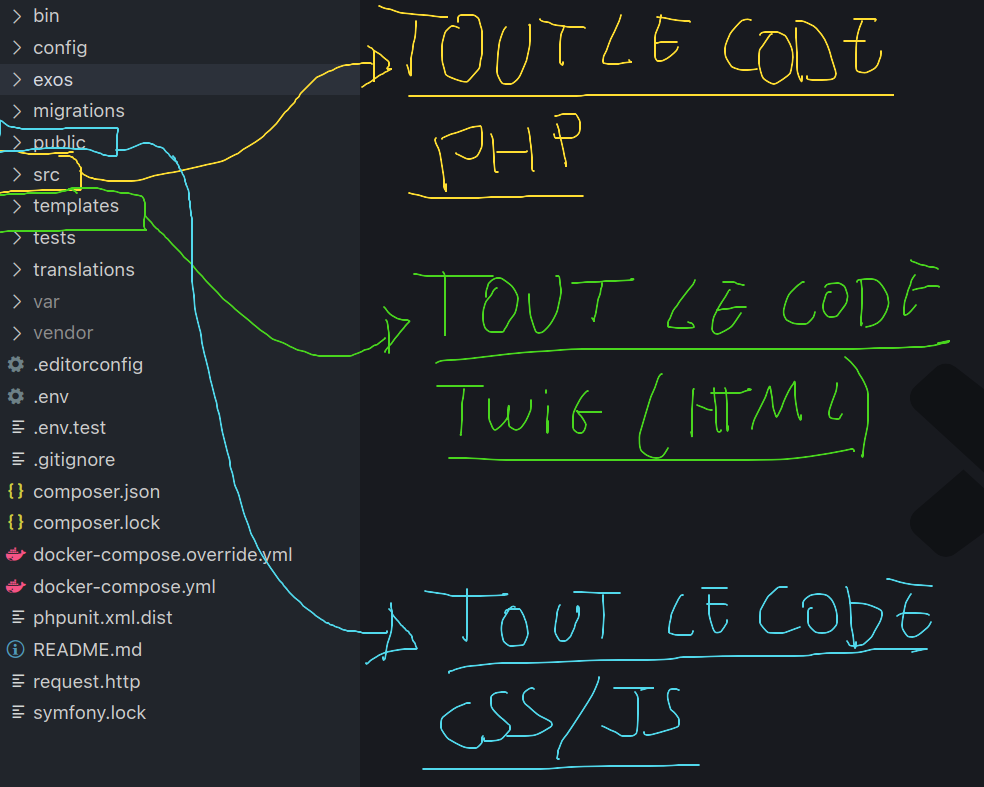 bin
config
exos
migrations
public
src
templates
tests
translations
var
vendor
.editorconfig
.env
.env.test
.gitignore
composer.json
composer.lock
docker-compose.override.yml
docker-compose.yml
phpunit.xml.dist
README.md
request.http
symfony.lock
TOUT LE CODE
PHP
TOUT LE CODE
TWiG (HTML)
TOUT LE CODE
CSS/JS